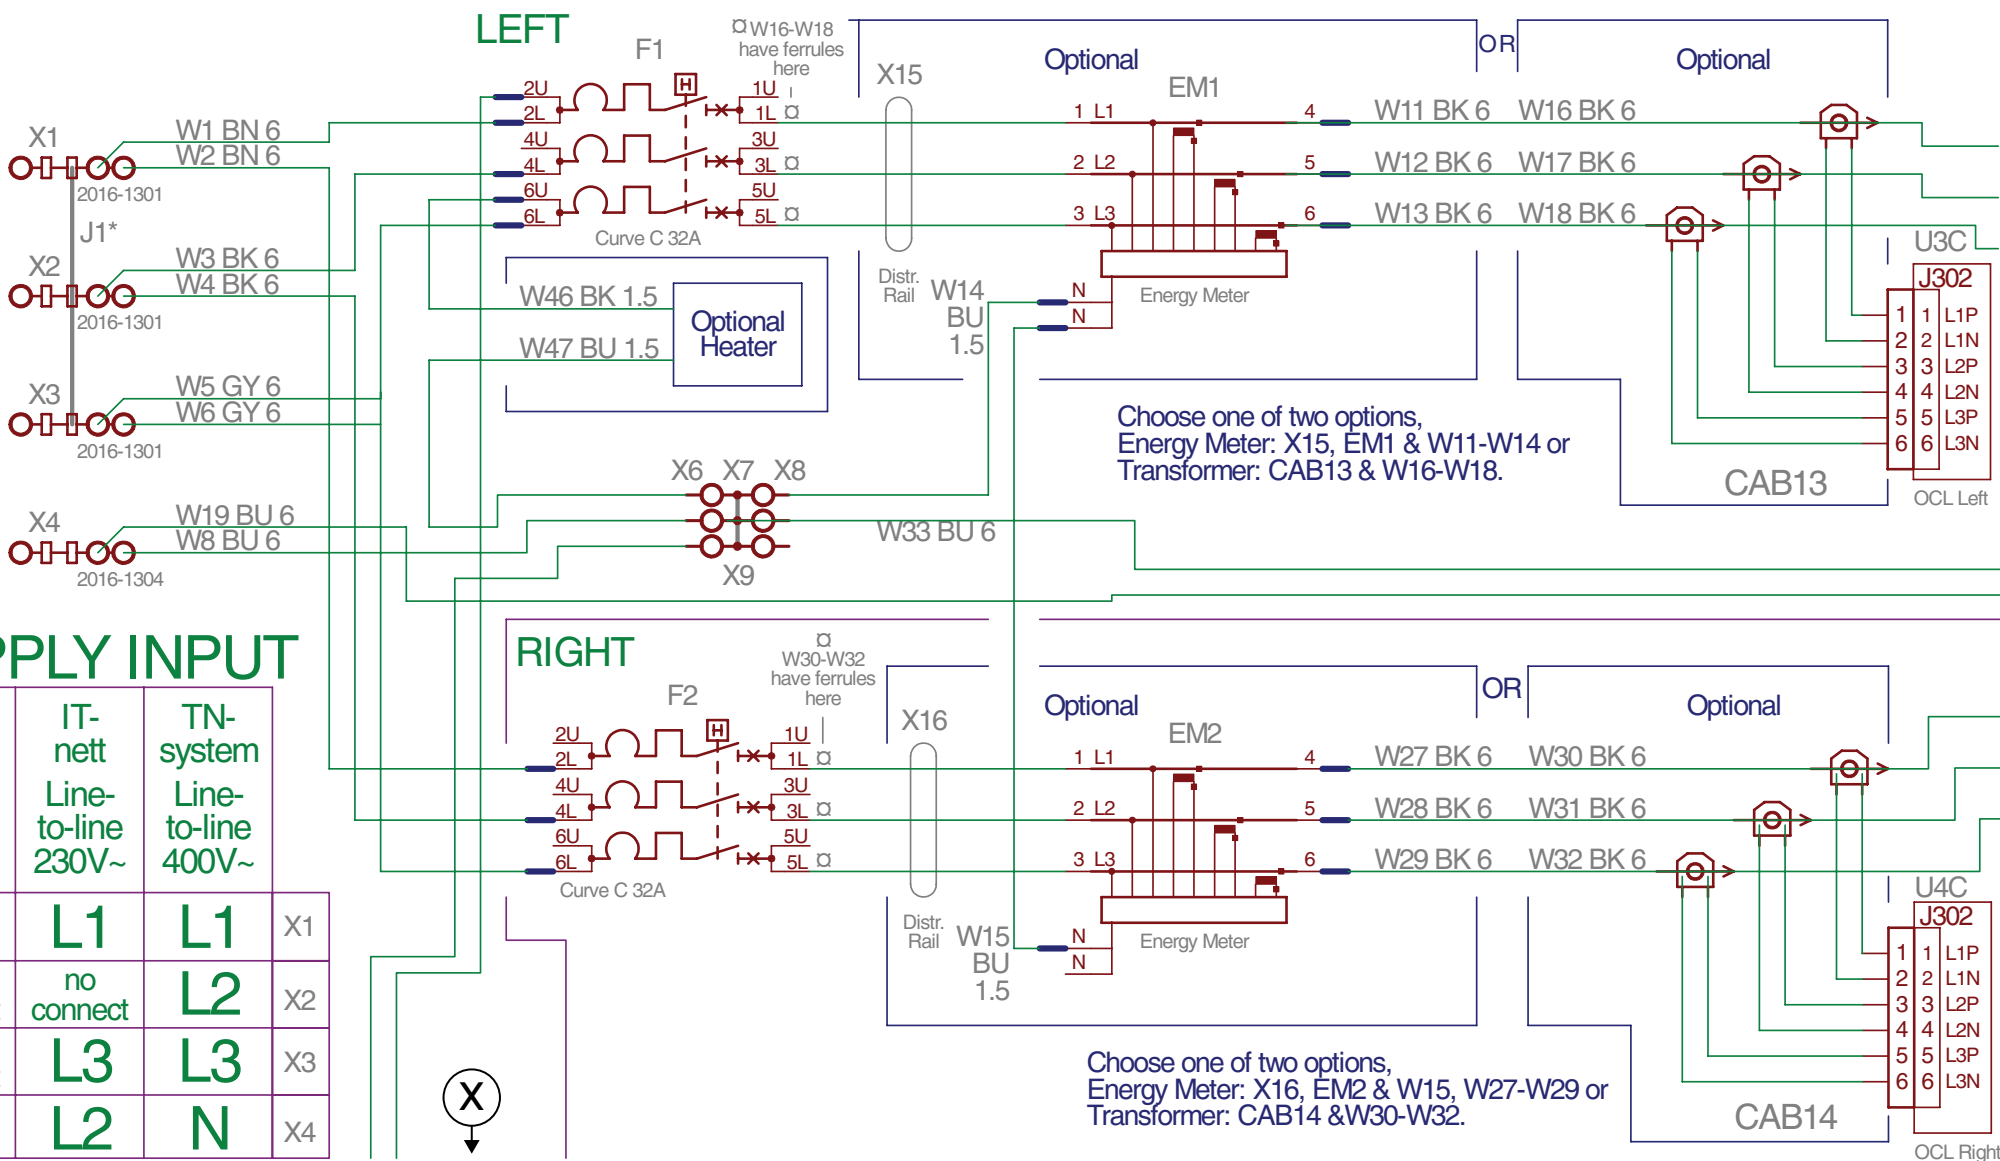 LEFT
F1
¤ W16-W18
have ferrules
here
¤
¤
¤
2U
2L
4U
4L
6U
6L
H
1U
1L
3U
3L
5U
5L
Curve C 32A
X15
Distr.
Rail
Optional
EM1
1 L1
2 L2
3 L3
4
5
6
N
N
Energy Meter
W14
BU
1.5
W11 BK 6
W12 BK 6
W13 BK 6
OR
Optional
W16 BK 6
W17 BK 6
W18 BK 6
U3C
J302
1 1 L1P
2 2 L1N
3 3 L2P
4 4 L2N
5 5 L3P
6 6 L3N
OCL Left
CAB13
Choose one of two options,
Energy Meter: X15, EM1 & W11-W14 or
Transformer: CAB13 & W16-W18.
X1
W1 BN 6
W2 BN 6
2016-1301
J1*
X2
W3 BK 6
W4 BK 6
2016-1301
X3
W5 GY 6
W6 GY 6
2016-1301
X4
W19 BU 6
W8 BU 6
2016-1304
W46 BK 1.5
W47 BU 1.5
Optional
Heater
X6 X7 X8
X9
W33 BU 6
RIGHT
F2
¤
W30-W32
have ferrules
here
¤
¤
¤
2U
2L
4U
4L
6U
6L
H
1U
1L
3U
3L
5U
5L
Curve C 32A
X16
Distr.
Rail
Optional
EM2
1 L1
2 L2
3 L3
4
5
6
N
N
Energy Meter
W15
BU
1.5
W27 BK 6
W28 BK 6
W29 BK 6
OR
Optional
W30 BK 6
W31 BK 6
W32 BK 6
U4C
J302
1 1 L1P
2 2 L1N
3 3 L2P
4 4 L2N
5 5 L3P
6 6 L3N
OCL Right
CAB14
Choose one of two options,
Energy Meter: X16, EM2 & W15, W27-W29 or
Transformer: CAB14 &W30-W32.
PPLY INPUT
IT-
nett
Line-
to-line
230V~
TN-
system
Line-
to-line
400V~
L1 L1 X1
no
connect
L2 X2
L3 L3 X3
L2 N X4
X